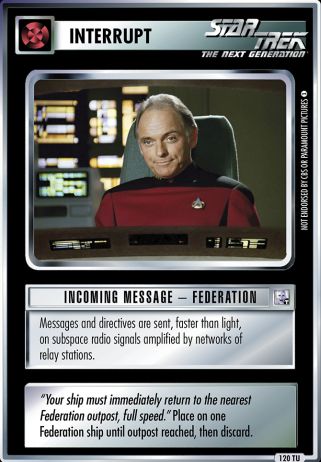 INTERRUPT
STAR TREK
THE NEXT GENERATION®
NOT ENDORSED BY CBS OR PARAMOUNT PICTURES
INCOMING MESSAGE – FEDERATION
Messages and directives are sent, faster than light,
on subspace radio signals amplified by networks of
relay stations.
“Your ship must immediately return to the nearest
Federation outpost, full speed.” Place on one
Federation ship until outpost reached, then discard.
120 TU